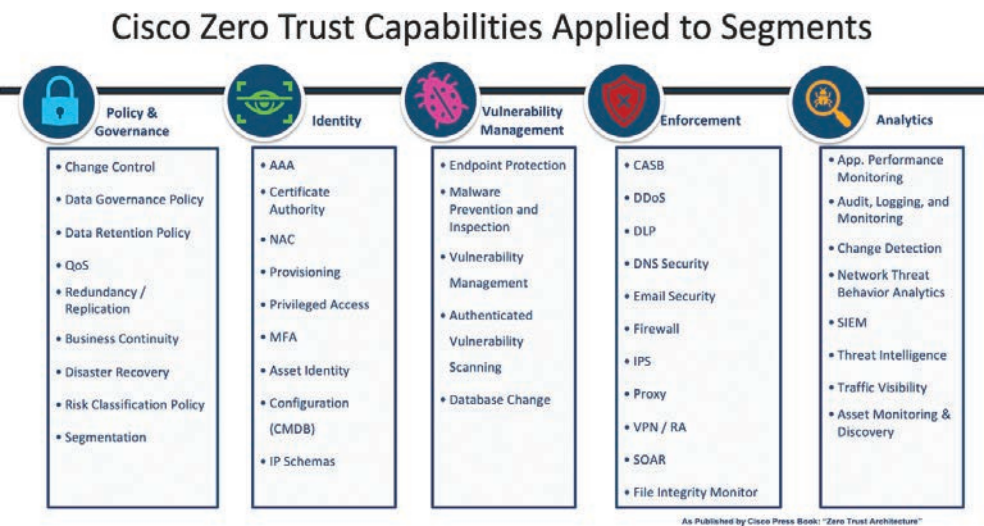 Cisco Zero Trust Capabilities Applied to Segments
Policy &
Governance
• Change Control
• Data Governance Policy
• Data Retention Policy
• QoS
• Redundancy /
Replication
• Business Continuity
• Disaster Recovery
• Risk Classification Policy
• Segmentation
Identity
• AAA
• Certificate
Authority
• NAC
• Provisioning
• Privileged Access
• MFA
• Asset Identity
• Configuration
(CMDB)
• IP Schemas
Vulnerability
Management
• Endpoint Protection
• Malware
Prevention and
Inspection
• Vulnerability
Management
• Authenticated
Vulnerability
Scanning
• Database Change
Enforcement
• CASB
• DDoS
• DLP
• DNS Security
• Email Security
• Firewall
• IPS
• Proxy
• VPN / RA
• SOAR
• File Integrity Monitor
Analytics
• App. Performance
Monitoring
• Audit, Logging, and
Monitoring
• Change Detection
• Network Threat
Behavior Analytics
• SIEM
• Threat Intelligence
• Traffic Visibility
• Asset Monitoring &
Discovery
As Published by Cisco Press Book: "Zero Trust Architecture"